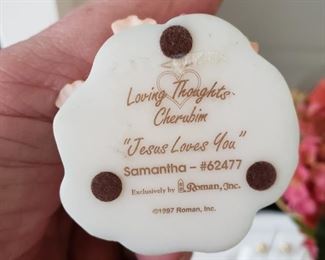 Loving Thoughts
Cherubim
"Jesus Loves You"
Samantha - #62477
Exclusively by Roman, Inc.
©1997 Roman, Inc.